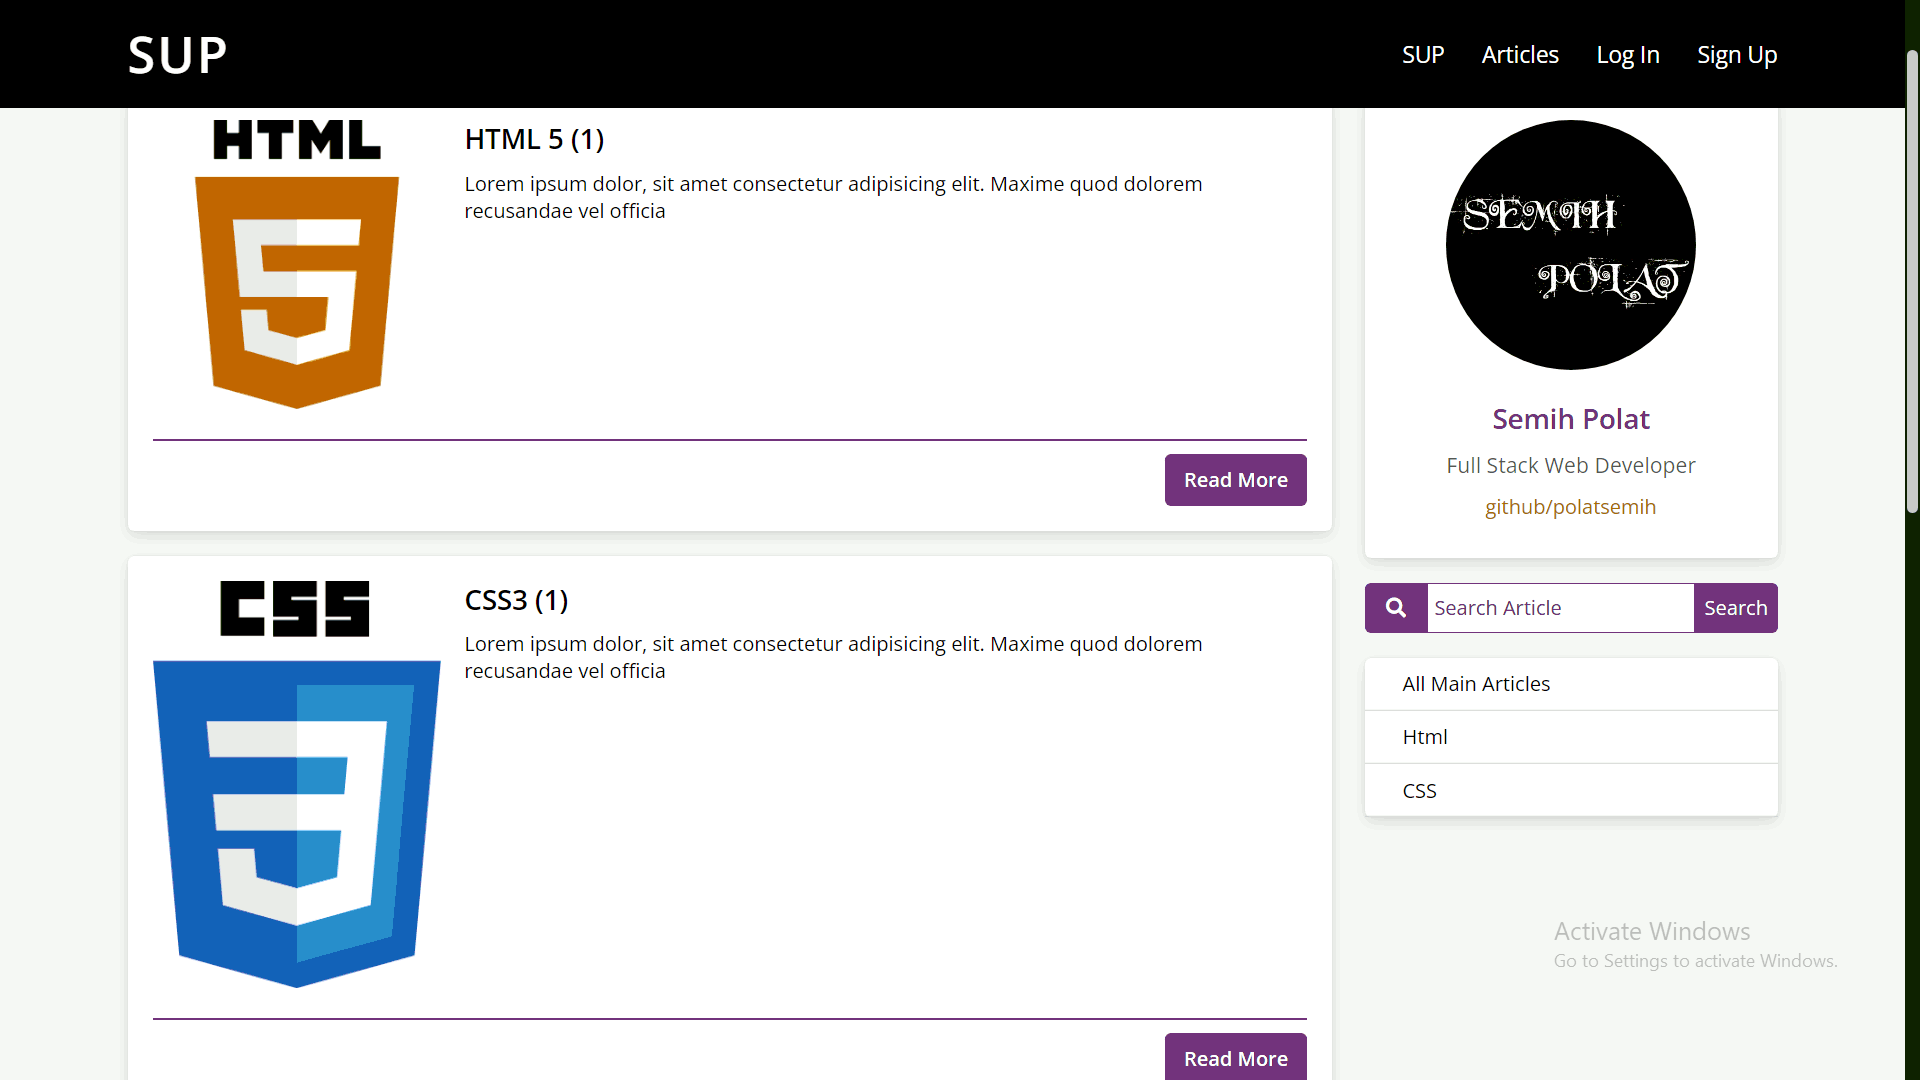 SUP
SUP Articles Log In Sign Up
HTML
HTML 5 (1)
Lorem ipsum dolor, sit amet consectetur adipisicing elit. Maxime quod dolorem
recusandae vel officia
Read More
CSS
CSS3 (1)
Lorem ipsum dolor, sit amet consectetur adipisicing elit. Maxime quod dolorem
recusandae vel officia
Read More
SEMIH
POLAT
Semih Polat
Full Stack Web Developer
github/polatsemih
Search Article Search
All Main Articles
Html
CSS
Activate Windows
Go to Settings to activate Windows.